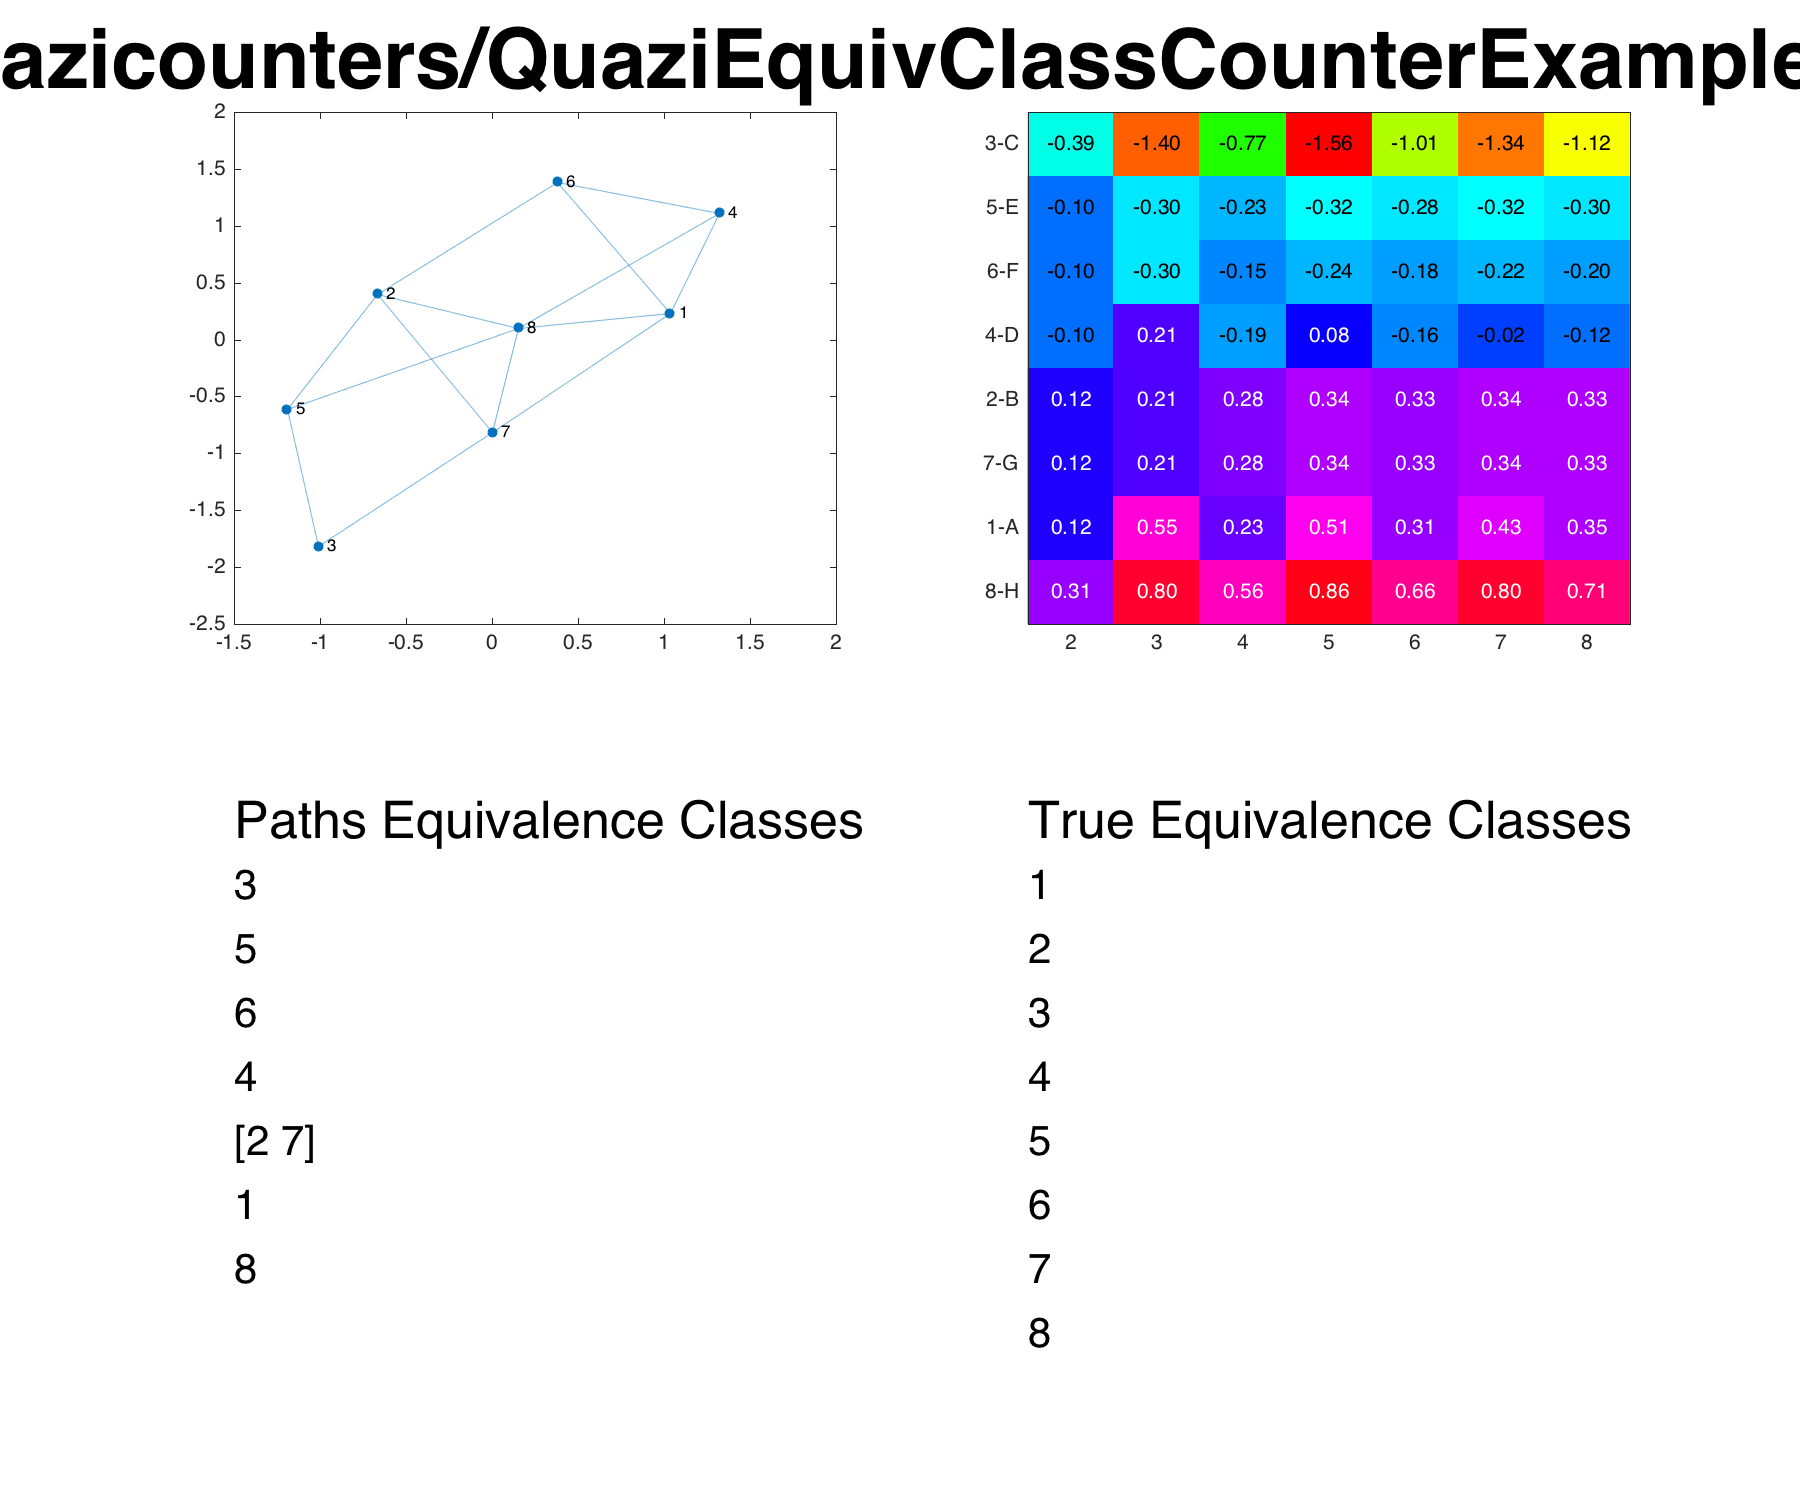 azicounters/QuaziEquivClassCounterExample
2
1.5
1
0.5
0
-0.5
-1
-1.5
-2
-2.5
-1.5 -1 -0.5 0 0.5 1 1.5 2
6
4
2
1
8
5
7
3
3-C -0.39 -1.40 -0.77 -1.56 -1.01 -1.34 -1.12
5-E -0.10 -0.30 -0.23 -0.32 -0.28 -0.32 -0.30
6-F -0.10 -0.30 -0.15 -0.24 -0.18 -0.22 -0.20
4-D -0.10 0.21 -0.19 0.08 -0.16 -0.02 -0.12
2-B 0.12 0.21 0.28 0.34 0.33 0.34 0.33
7-G 0.12 0.21 0.28 0.34 0.33 0.34 0.33
1-A 0.12 0.55 0.23 0.51 0.31 0.43 0.35
8-H 0.31 0.80 0.56 0.86 0.66 0.80 0.71
2 3 4 5 6 7 8
Paths Equivalence Classes
3
5
6
4
[2 7]
1
8
True Equivalence Classes
1
2
3
4
5
6
7
8